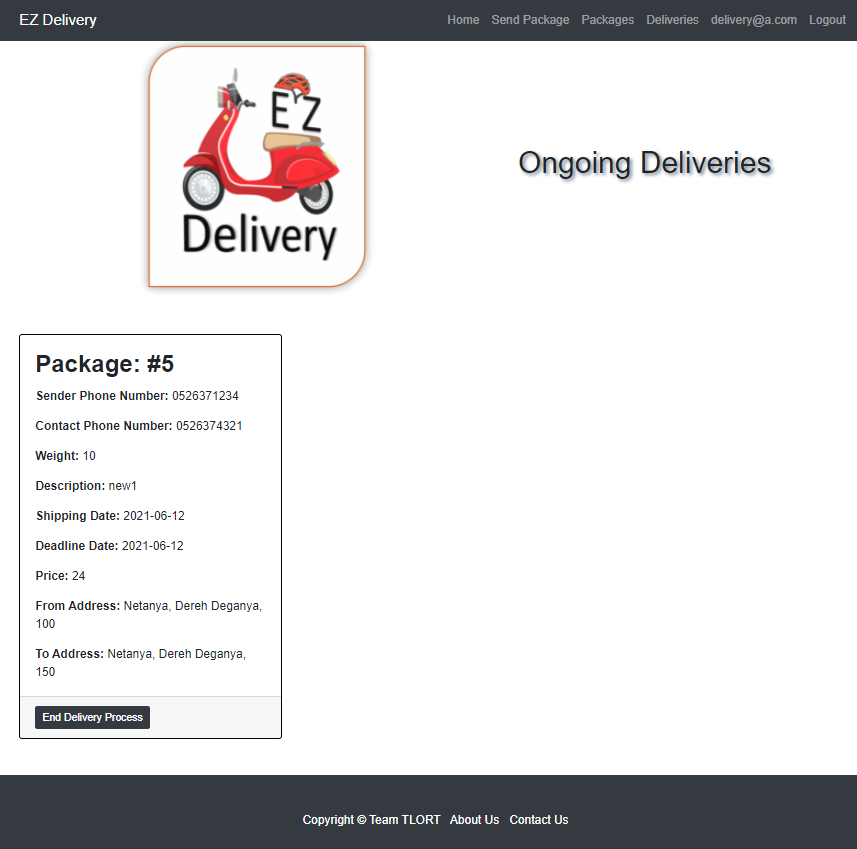 EZ Delivery
Home Send Package Packages Deliveries delivery@a.com Logout
E'Z
Delivery
Ongoing Deliveries
Package: #5
Sender Phone Number: 0526371234
Contact Phone Number: 0526374321
Weight: 10
Description: new1
Shipping Date: 2021-06-12
Deadline Date: 2021-06-12
Price: 24
From Address: Netanya, Dereh Deganya,
100
To Address: Netanya, Dereh Deganya,
150
End Delivery Process
Copyright © Team TLORT About Us Contact Us